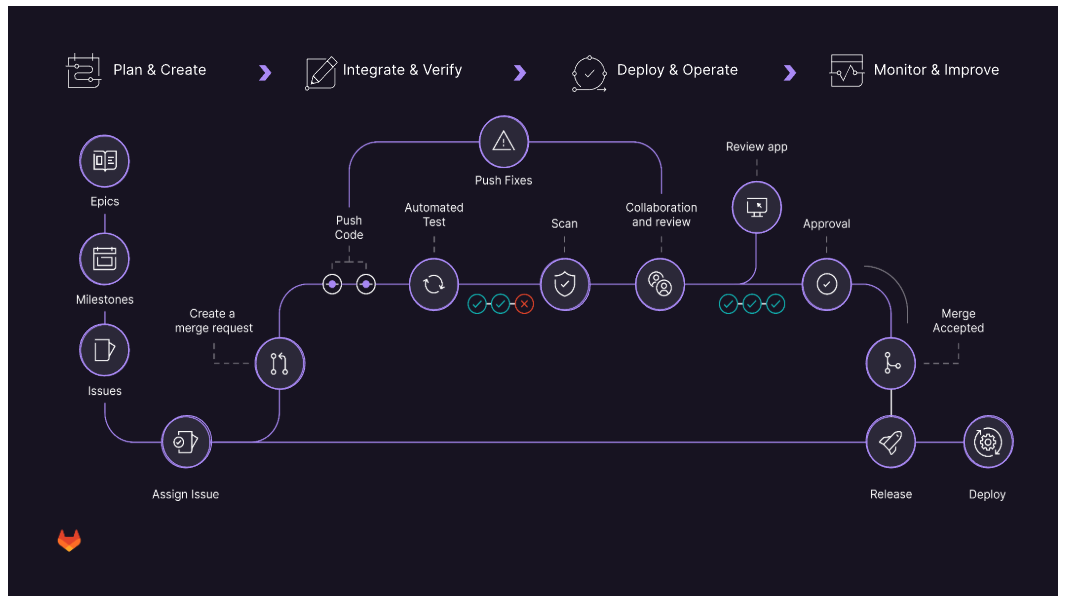 Plan & Create
Integrate & Verify
Deploy & Operate
Monitor & Improve
Epics
Milestones
Issues
Assign Issue
Create a
merge request
Push
Code
Push Fixes
Automated
Test
Scan
Collaboration
and review
Review app
Approval
Merge
Accepted
Release
Deploy